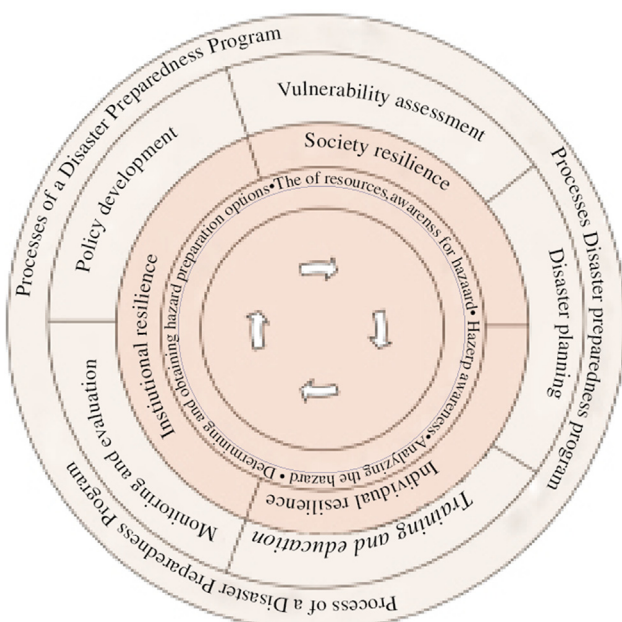 Processes of a Disaster Preparedness Program
Processes Disaster preparedness program
Process of a Disaster Preparedness Program
Policy development
Vulnerability assessment
Disaster planning
Training and education
Monitoring and evaluation
Society resilience
Individual resilience
Institutional resilience
•The of resources awarenss for hazaard
• Hazerp awareness
•Analyzing the hazard
• Determining and obtaining hazard preparation options